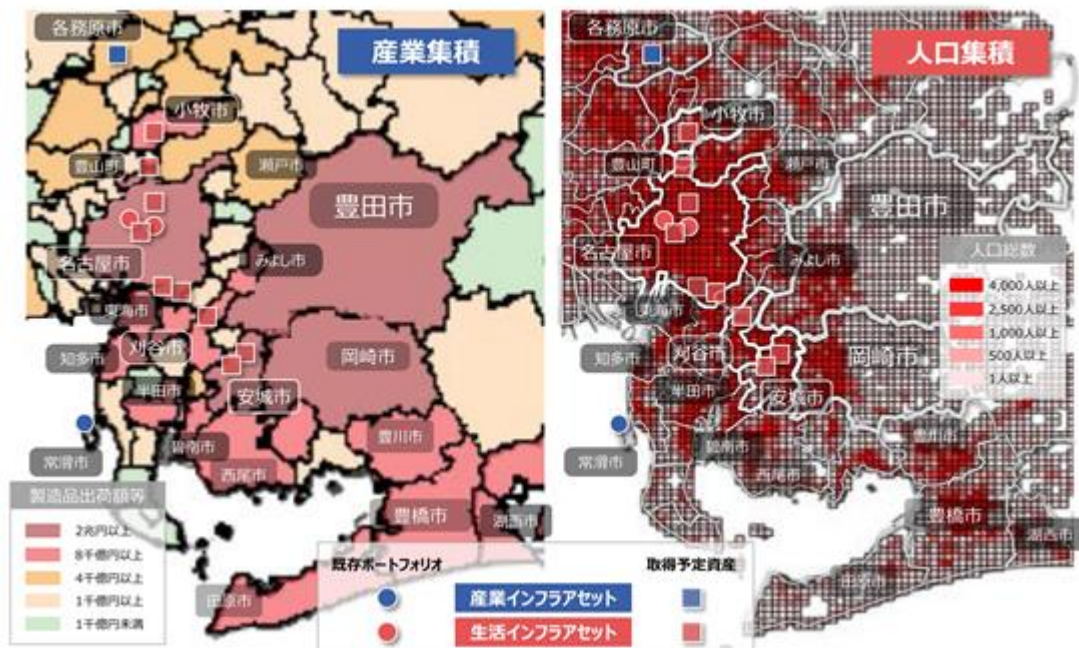 各務原市
産業集積
小牧市
豊山町
瀬戸市
豊田市
名古屋市
みよし市
東海市
刈谷市
岡崎市
知多市
半田市
安城市
豊川市
常滑市
碧南市
西尾市
豊橋市
湖西市
田原市
製造品出荷額等
2兆円以上
8千億円以上
4千億円以上
1千億円以上
1千億円未満
各務原市
人口集積
小牧市
豊山町
瀬戸市
豊田市
名古屋市
みよし市
東海市
刈谷市
岡崎市
知多市
半田市
安城市
豊川市
常滑市
碧南市
西尾市
豊橋市
湖西市
田原市
人口総数
4,000人以上
2,500人以上
1,000人以上
500人以上
1人以上
既存ポートフォリオ
取得予定資産
産業インフラアセット
生活インフラアセット